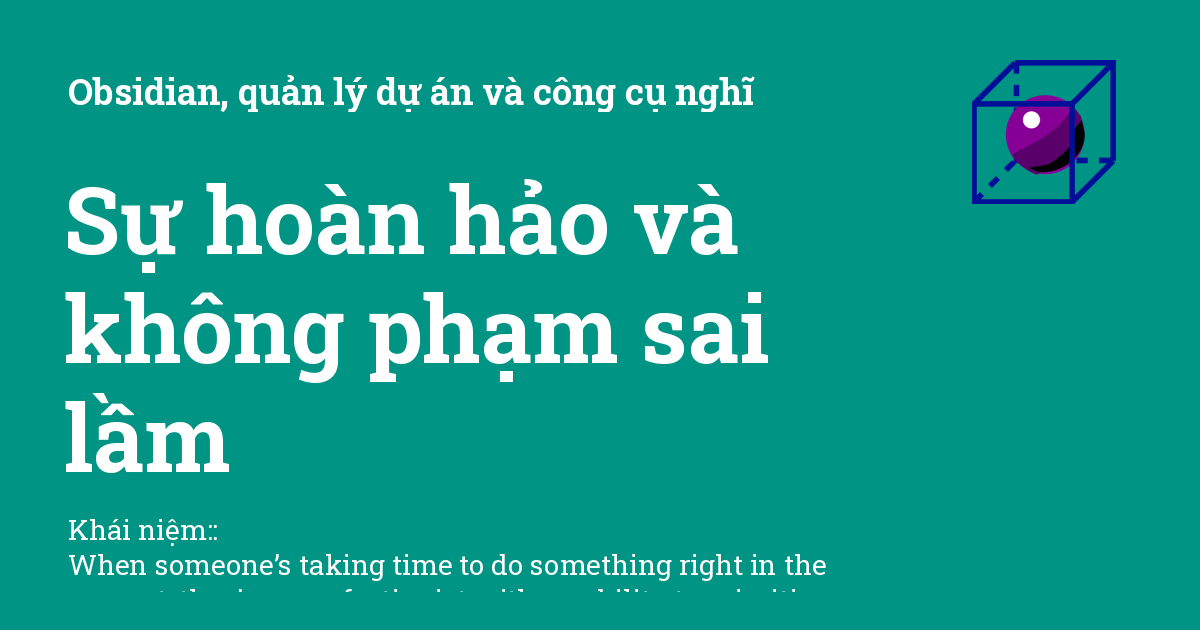 Obsidian, quản lý dự án và công cụ nghĩ
Sự hoàn hảo và
không phạm sai
lầm
Khái niệm::
When someone’s taking time to do something right in the